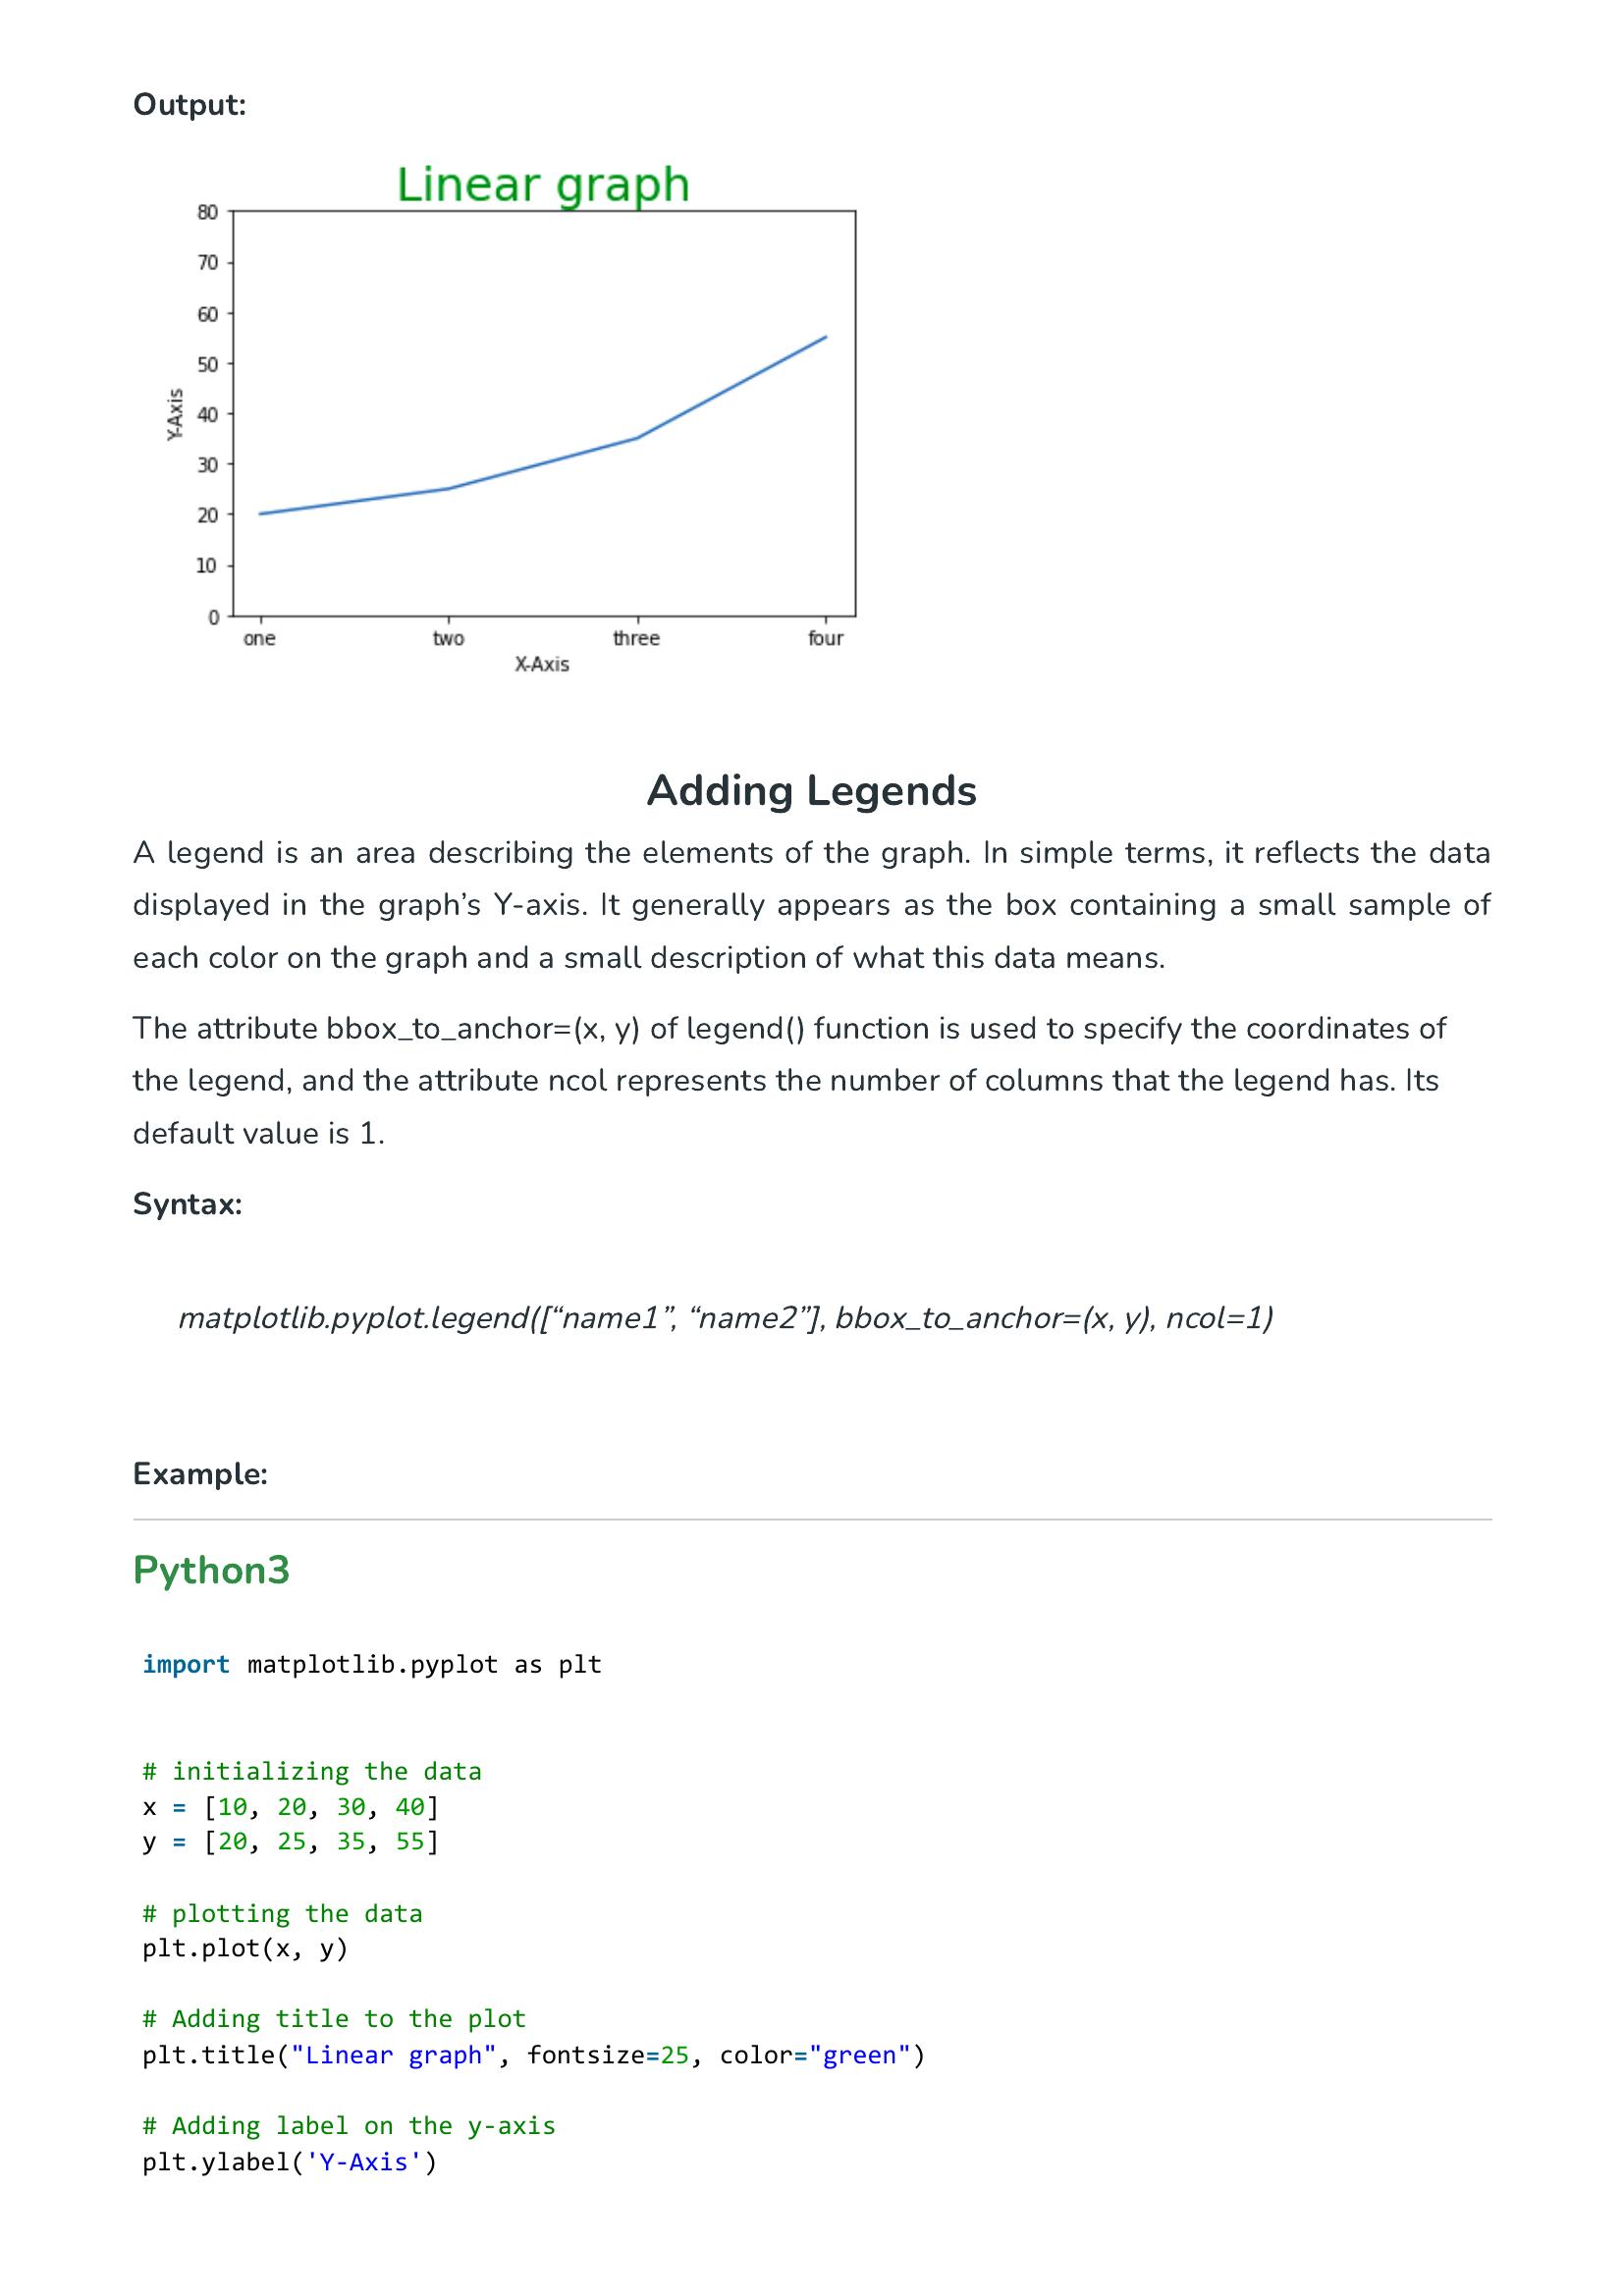 Output:
Linear graph
80
70
60
50
40
30
20
10
0
Y-Axis
one two three four
X-Axis
Adding Legends
A legend is an area describing the elements of the graph. In simple terms, it reflects the data
displayed in the graph’s Y-axis. It generally appears as the box containing a small sample of
each color on the graph and a small description of what this data means.
The attribute bbox_to_anchor=(x, y) of legend() function is used to specify the coordinates of
the legend, and the attribute ncol represents the number of columns that the legend has. Its
default value is 1.
Syntax:
matplotlib.pyplot.legend([“name1”, “name2”], bbox_to_anchor=(x, y), ncol=1)
Example:
Python3
import matplotlib.pyplot as plt
# initializing the data
x = [10, 20, 30, 40]
y = [20, 25, 35, 55]
# plotting the data
plt.plot(x, y)
# Adding title to the plot
plt.title("Linear graph", fontsize=25, color="green")
# Adding label on the y-axis
plt.ylabel('Y-Axis')